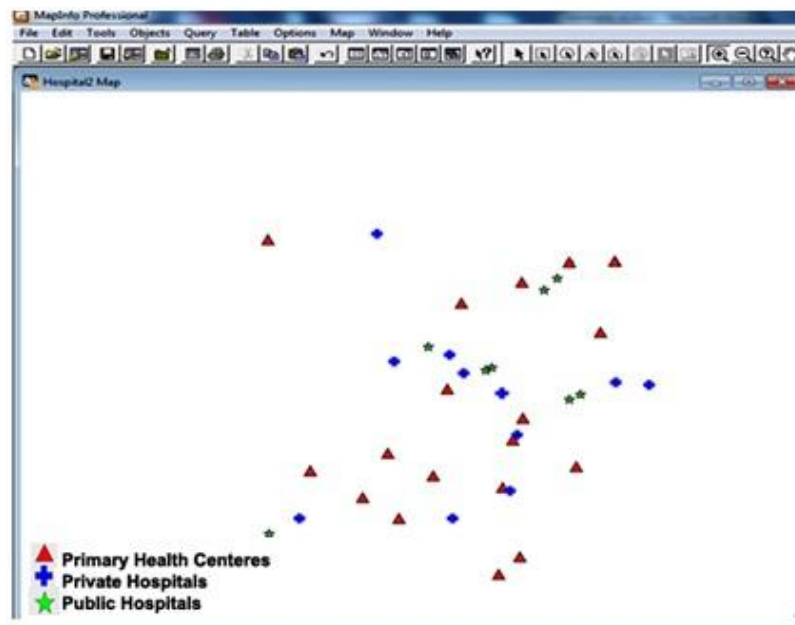 MapInfo Professional
File Edit Tools Objects Query Table Options Map Window Help
Hospital2 Map
Primary Health Centeres
Private Hospitals
Public Hospitals